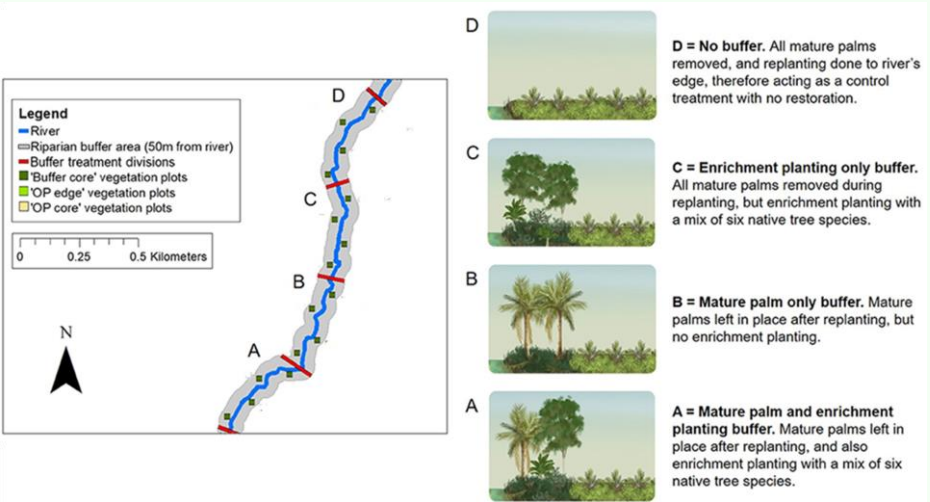 D
C
B
A
Legend
River
Riparian buffer area (50m from river)
Buffer treatment divisions
'Buffer core' vegetation plots
'OP edge' vegetation plots
'OP core' vegetation plots
0 0.25 0.5 Kilometers
N
D
D = No buffer. All mature palms
removed, and replanting done to river's
edge, therefore acting as a control
treatment with no restoration.
C
C = Enrichment planting only buffer.
All mature palms removed during
replanting, but enrichment planting with
a mix of six native tree species.
B
B = Mature palm only buffer. Mature
palms left in place after replanting, but
no enrichment planting.
A
A = Mature palm and enrichment
planting buffer. Mature palms left in
place after replanting, and also
enrichment planting with a mix of six
native tree species.